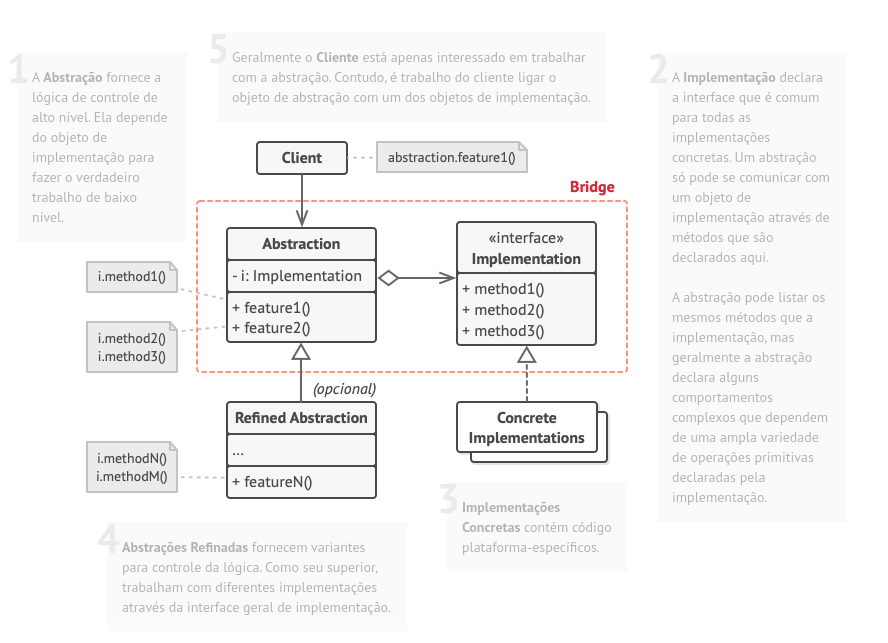 1
A Abstração fornece a
lógica de controle de
alto nível. Ela depende
do objeto de
implementação para
fazer o verdadeiro
trabalho de baixo
nível.
5
Geralmente o Cliente está apenas interessado em trabalhar
com a abstração. Contudo, é trabalho do cliente ligar o
objeto de abstração com um dos objetos de implementação.
2
A Implementação declara
a interface que é comum
para todas as
implementações
concretas. Um abstração
só pode se comunicar com
um objeto de
implementação através de
métodos que são
declarados aqui.
A abstração pode listar os
mesmos métodos que a
implementação, mas
geralmente a abstração
declara alguns
comportamentos
complexos que dependem
de uma ampla variedade
de operações primitivas
declaradas pela
implementação.
Client
abstraction.feature1()
Bridge
Abstraction
- i: Implementation
+ feature1()
+ feature2()
«interface»
Implementation
+ method1()
+ method2()
+ method3()
i.method1()
i.method2()
i.method3()
(opcional)
Refined Abstraction
...
+ featureN()
Concrete
Implementations
i.methodN()
i.methodM()
3
Implementações
Concretas contém código
plataforma-específicos.
4
Abstrações Refinadas fornecem variantes
para controle da lógica. Como seu superior,
trabalham com diferentes implementações
através da interface geral de implementação.